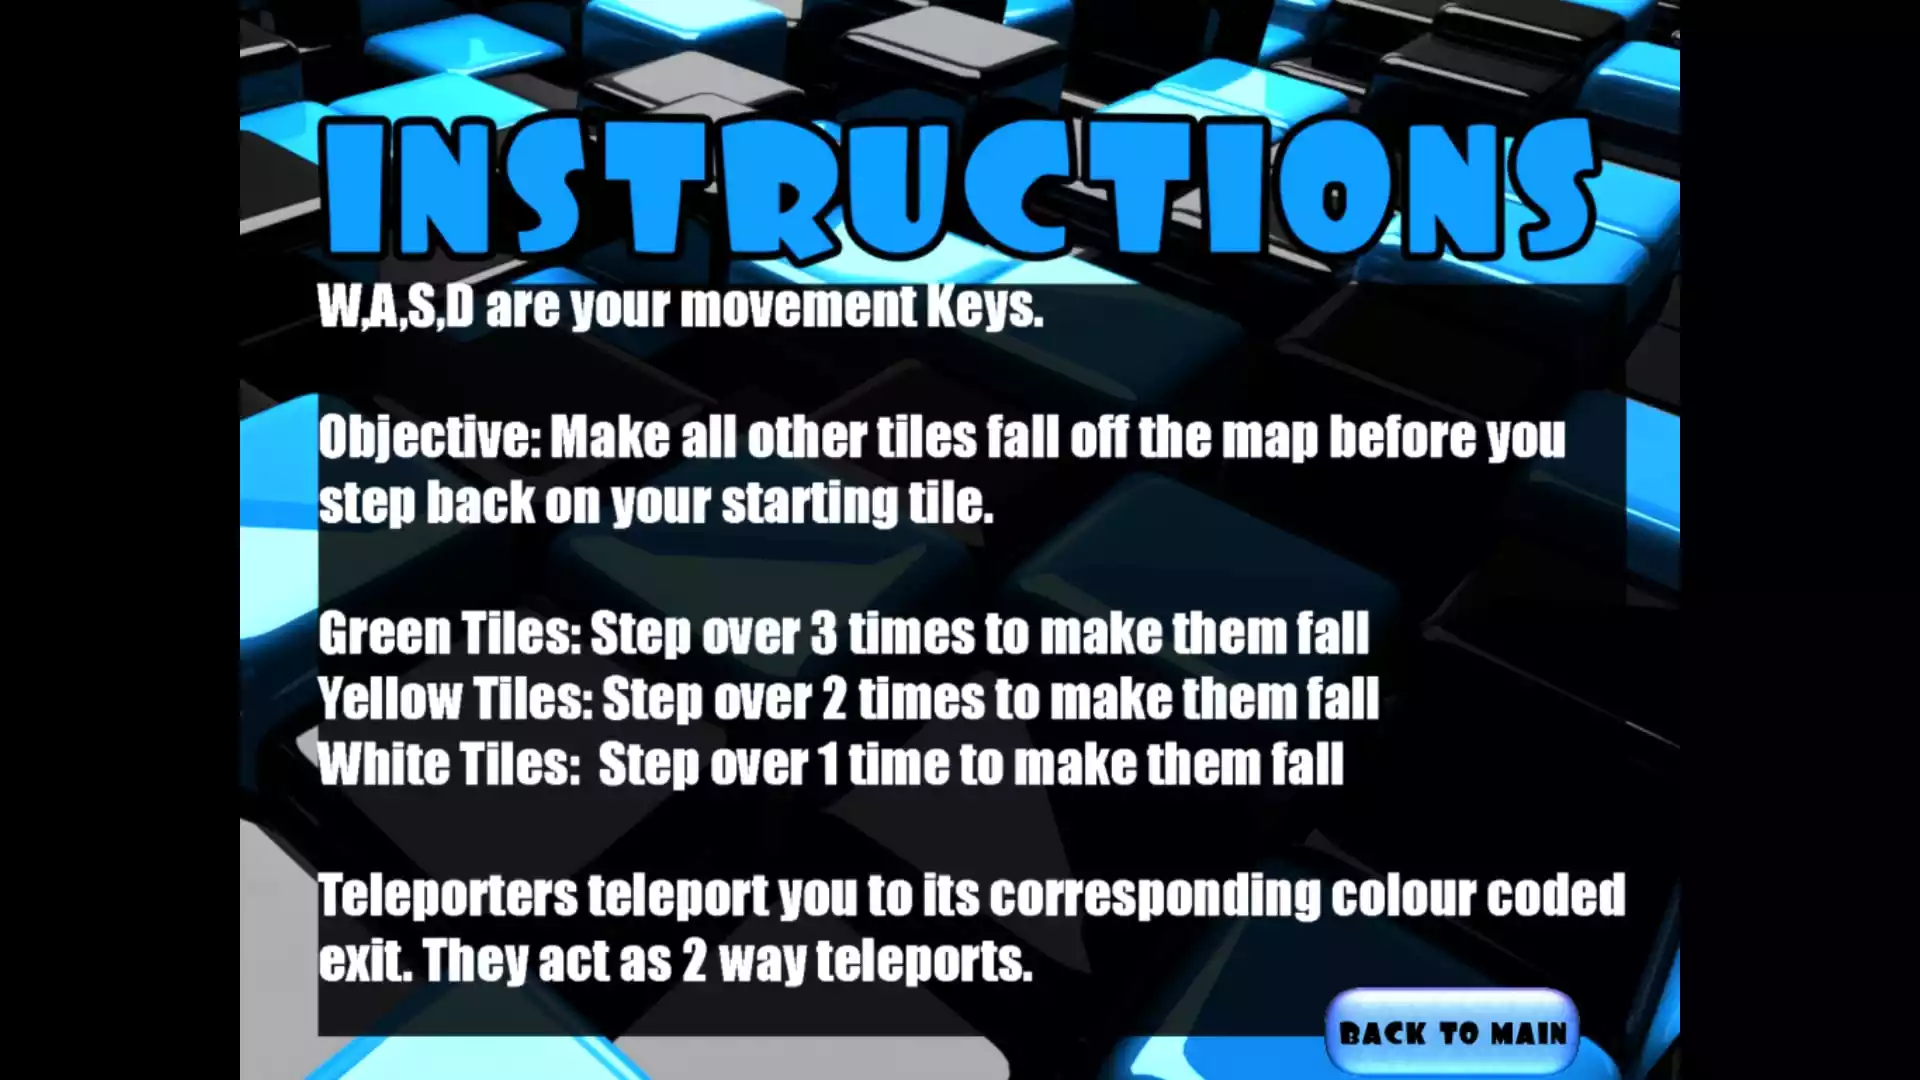 INSTRUCTIONS
W,A,S,D are your movement Keys.
Objective: Make all other tiles fall off the map before you
step back on your starting tile.
Green Tiles: Step over 3 times to make them fall
Yellow Tiles: Step over 2 times to make them fall
White Tiles:  Step over 1 time to make them fall
Teleporters teleport you to its corresponding colour coded
exit. They act as 2 way teleports.
BACK TO MAIN